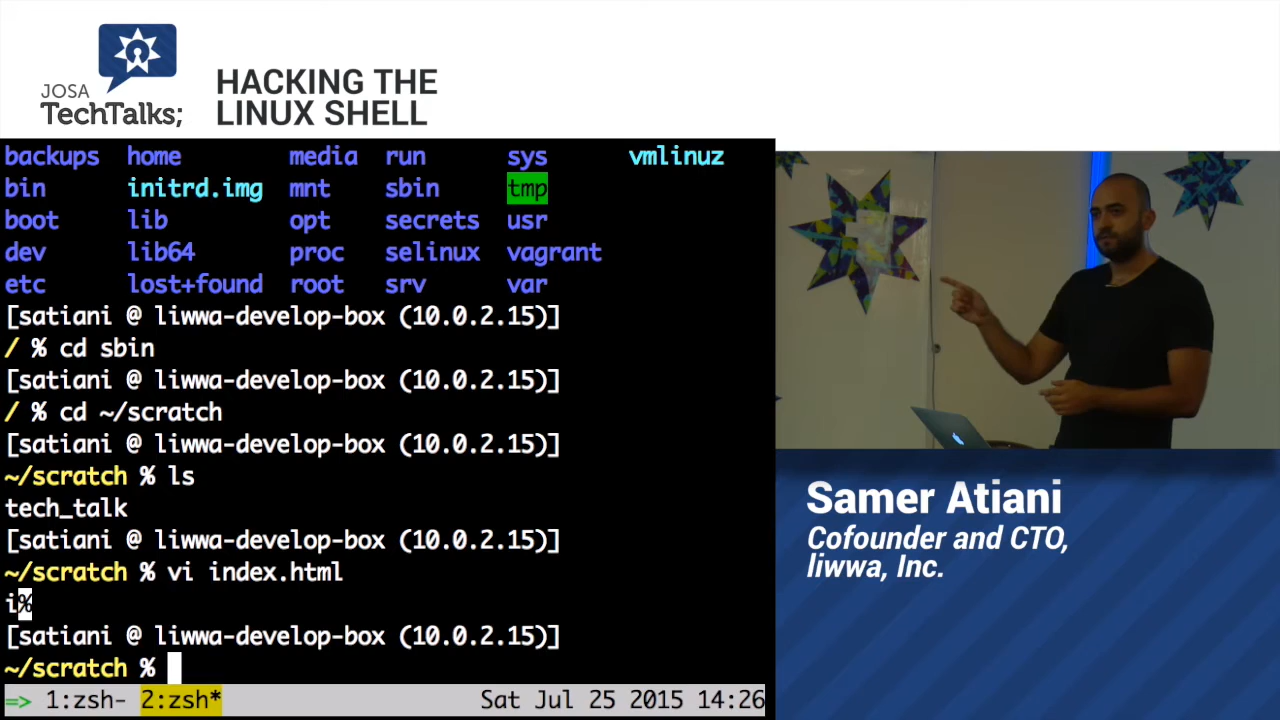 JOSA
TechTalks;
HACKING THE
LINUX SHELL
backups home media run sys vmlinuz
bin initrd.img mnt sbin tmp
boot lib opt secrets usr
dev lib64 proc selinux vagrant
etc lost+found root srv var
[satiani @ liwwa-develop-box (10.0.2.15)]
/ % cd sbin
[satiani @ liwwa-develop-box (10.0.2.15)]
/ % cd ~/scratch
[satiani @ liwwa-develop-box (10.0.2.15)]
~/scratch % ls
tech_talk
[satiani @ liwwa-develop-box (10.0.2.15)]
~/scratch % vi index.html
i%
[satiani @ liwwa-develop-box (10.0.2.15)]
~/scratch %
=> 1:zsh- 2:zsh* Sat Jul 25 2015 14:26
Samer Atiani
Cofounder and CTO,
liwwa, Inc.